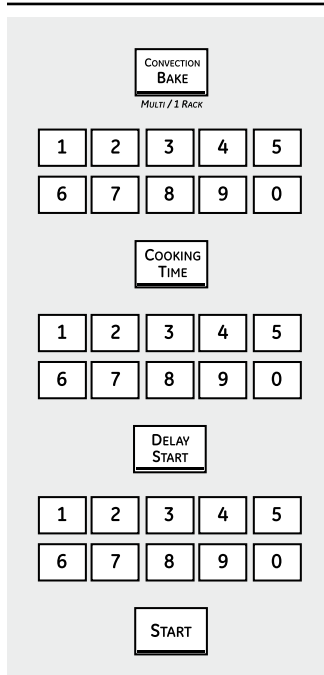 CONVECTION
BAKE
MULTI / 1 RACK
1 2 3 4 5
6 7 8 9 0
COOKING
TIME
1 2 3 4 5
6 7 8 9 0
DELAY
START
1 2 3 4 5
6 7 8 9 0
START